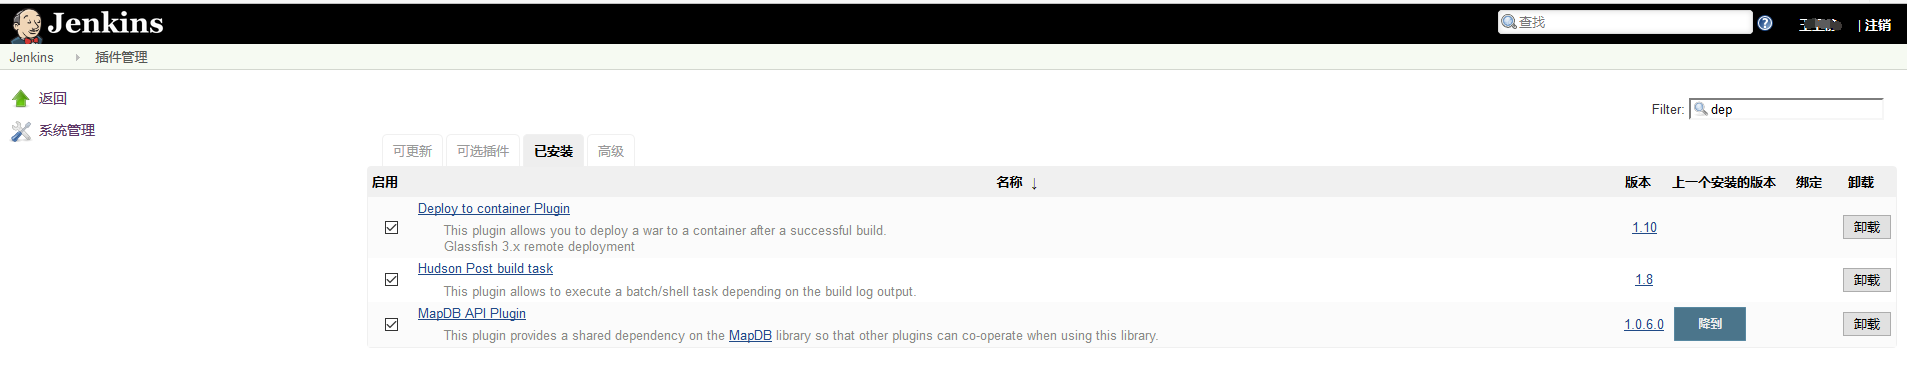 Jenkins
查找
| 注销
Jenkins 插件管理
返回
系统管理
Filter: dep
可更新 可选插件 已安装 高级
启用 名称 ↓ 版本 上一个安装的版本 绑定 卸载
Deploy to container Plugin
This plugin allows you to deploy a war to a container after a successful build.
Glassfish 3.x remote deployment
1.10 卸载
Hudson Post build task
This plugin allows to execute a batch/shell task depending on the build log output.
1.8 卸载
MapDB API Plugin
This plugin provides a shared dependency on the MapDB library so that other plugins can co-operate when using this library.
1.0.6.0 降到 卸载